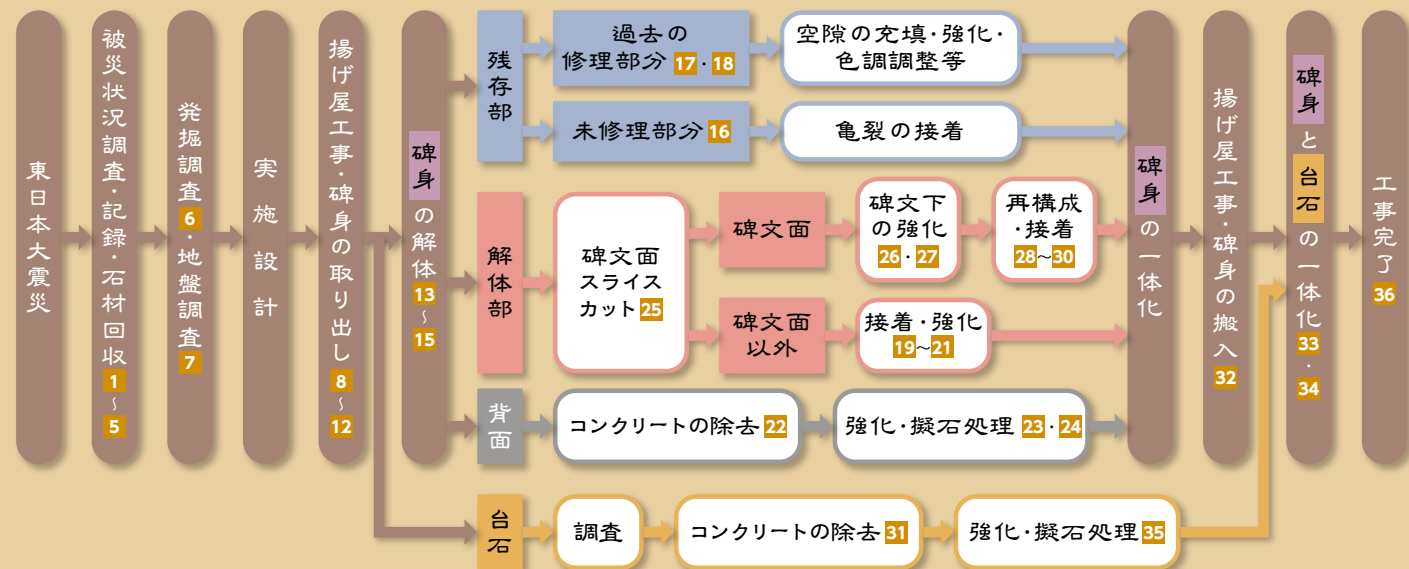 東日本大震災
被災状況調査・記録・石材回収 1～5
発掘調査 6・地盤調査 7
実施設計
揚げ屋工事・碑身の取り出し 8～12
碑身の解体 13～15
残存部
過去の
修理部分 17・18
空隙の充填・強化・
色調調整等
未修理部分 16
亀裂の接着
解体部
碑文面
スライス
カット 25
碑文面
碑文下
の強化
26・27
再構成
・接着
28～30
碑文面
以外
接着・強化
19～21
背面
コンクリートの除去 22
強化・擬石処理 23・24
台石
調査
コンクリートの除去 31
強化・擬石処理 35
碑身の一体化
揚げ屋工事・碑身の搬入 32
碑身と台石の一体化 33・34
工事完了 36